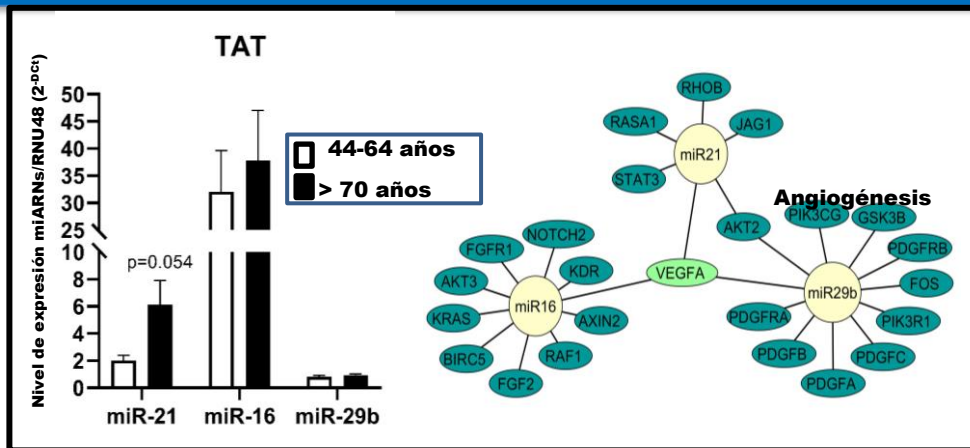 TAT
Nivel de expresión miARNs/RNU48 (2-DCt)
50
45
40
35
30
25
10
8
6
4
2
0
p=0.054
miR-21
miR-16
miR-29b
44-64 años
> 70 años
Angiogénesis
RHOB
RASA1
JAG1
miR21
STAT3
AKT2
PIK3CG
GSK3B
PDGFRB
FOS
miR29b
PIK3R1
PDGFRA
PDGFC
PDGFB
PDGFA
VEGFA
NOTCH2
FGFR1
KDR
AKT3
miR16
KRAS
AXIN2
BIRC5
RAF1
FGF2